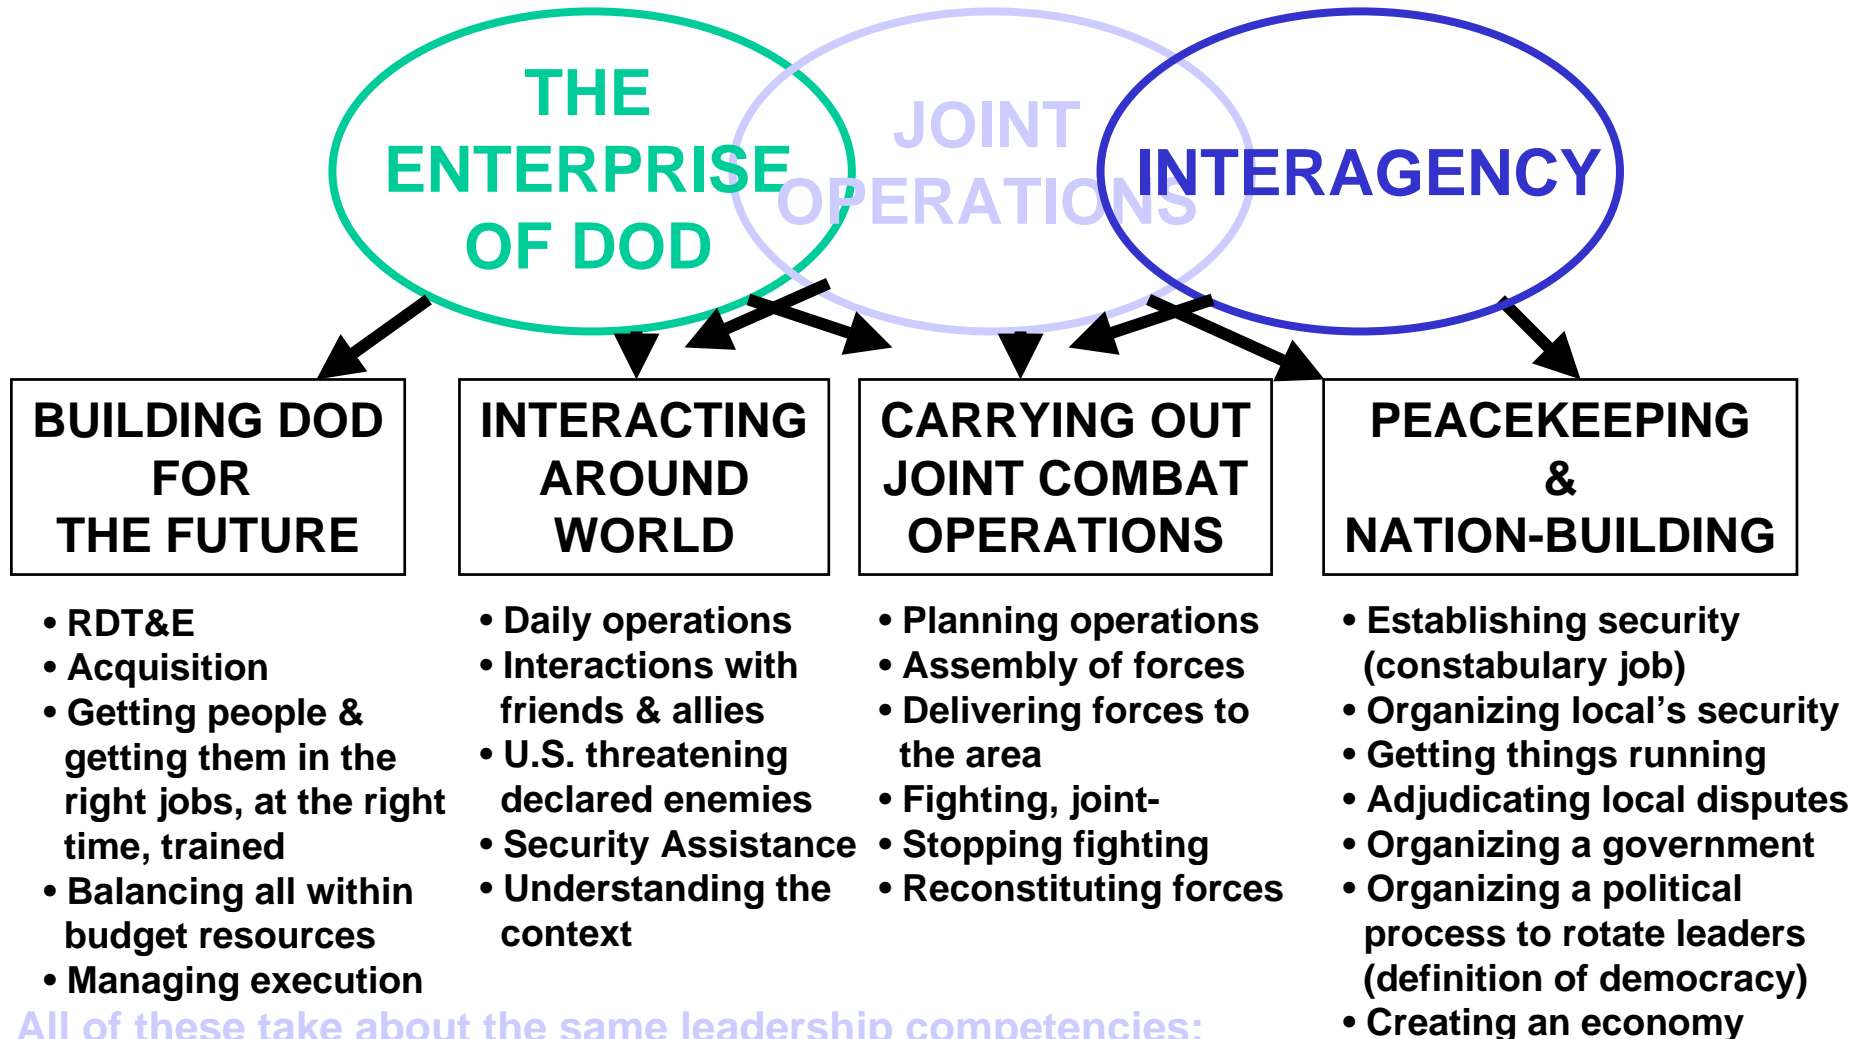 THE
ENTERPRISE
OF DOD
JOINT
OPERATIONS
INTERAGENCY
BUILDING DOD
FOR
THE FUTURE
• RDT&E
• Acquisition
• Getting people &
getting them in the
right jobs, at the right
time, trained
• Balancing all within
budget resources
• Managing execution
INTERACTING
AROUND
WORLD
• Daily operations
• Interactions with
friends & allies
• U.S. threatening
declared enemies
• Security Assistance
• Understanding the
context
CARRYING OUT
JOINT COMBAT
OPERATIONS
• Planning operations
• Assembly of forces
• Delivering forces to
the area
• Fighting, joint-
• Stopping fighting
• Reconstituting forces
PEACEKEEPING
&
NATION-BUILDING
• Establishing security
(constabulary job)
• Organizing local's security
• Getting things running
• Adjudicating local disputes
• Organizing a government
• Organizing a political
process to rotate leaders
(definition of democracy)
• Creating an economy
All of these take about the same leadership competencies: